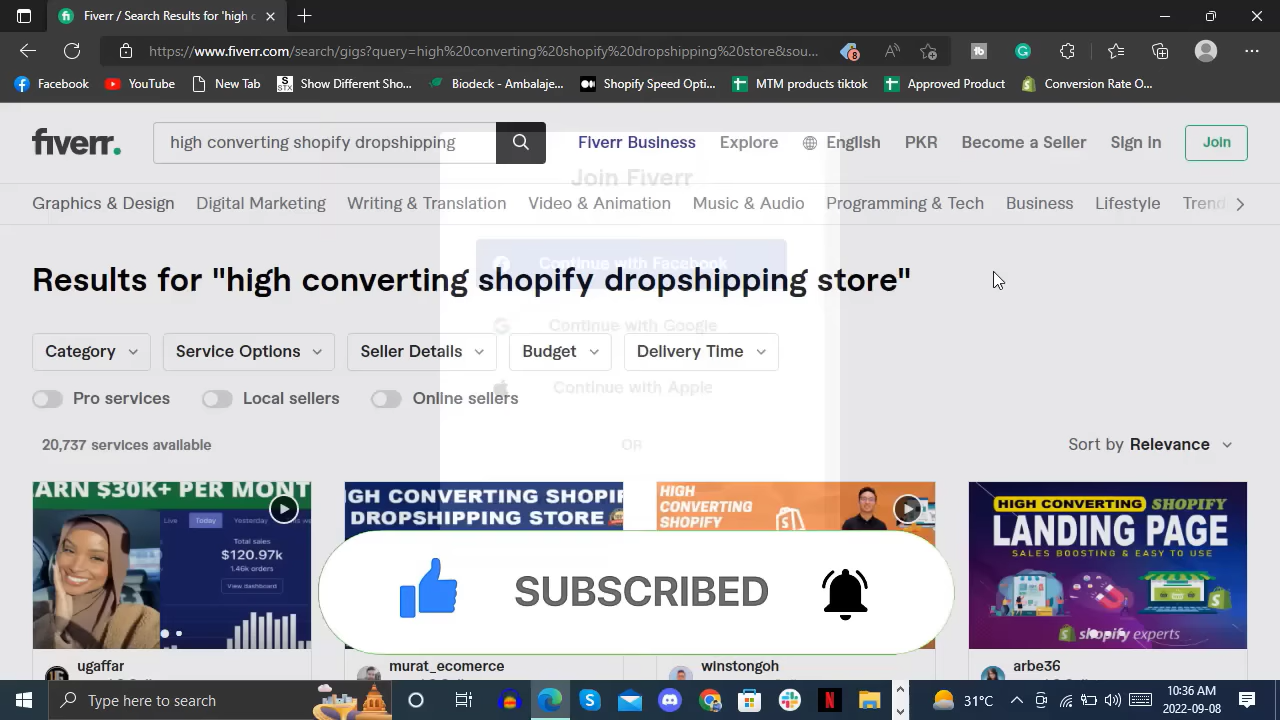 Fiverr / Search Results for 'high c
https://www.fiverr.com/search/gigs?query=high%20converting%20shopify%20dropshipping%20store&sou...
8
Facebook
YouTube
New Tab
Show Different Sho...
Biodeck - Ambalaje...
Shopify Speed Opti...
MTM products tiktok
Approved Product
Conversion Rate O...
fiverr.
high converting shopify dropshipping
Fiverr Business
Explore
English
PKR
Become a Seller
Sign In
Join
Join Fiverr
Graphics & Design
Digital Marketing
Writing & Translation
Video & Animation
Music & Audio
Programming & Tech
Business
Lifestyle
Trend
Continue with Facebook
Results for "high converting shopify dropshipping store"
Continue with Google
Category
Service Options
Seller Details
Budget
Delivery Time
Continue with Apple
Pro services
Local sellers
Online sellers
OR
20,737 services available
Sort by Relevance
ARN $30K+ PER MONT
Live
Today
Yesterday
Total sales
$120.97k
1.46k orders
View dashboard
GH CONVERTING SHOPI
DROPSHIPPING STORE
HIGH
CONVERTING
SHOPIFY
HIGH CONVERTING SHOPIFY
LANDING PAGE
SALES BOOSTING & EASY TO USE
shopify experts
SUBSCRIBED
ugaffar
murat_ecomerce
winstongoh
arbe36
Type here to search
31°C
10:36 AM
2022-09-08